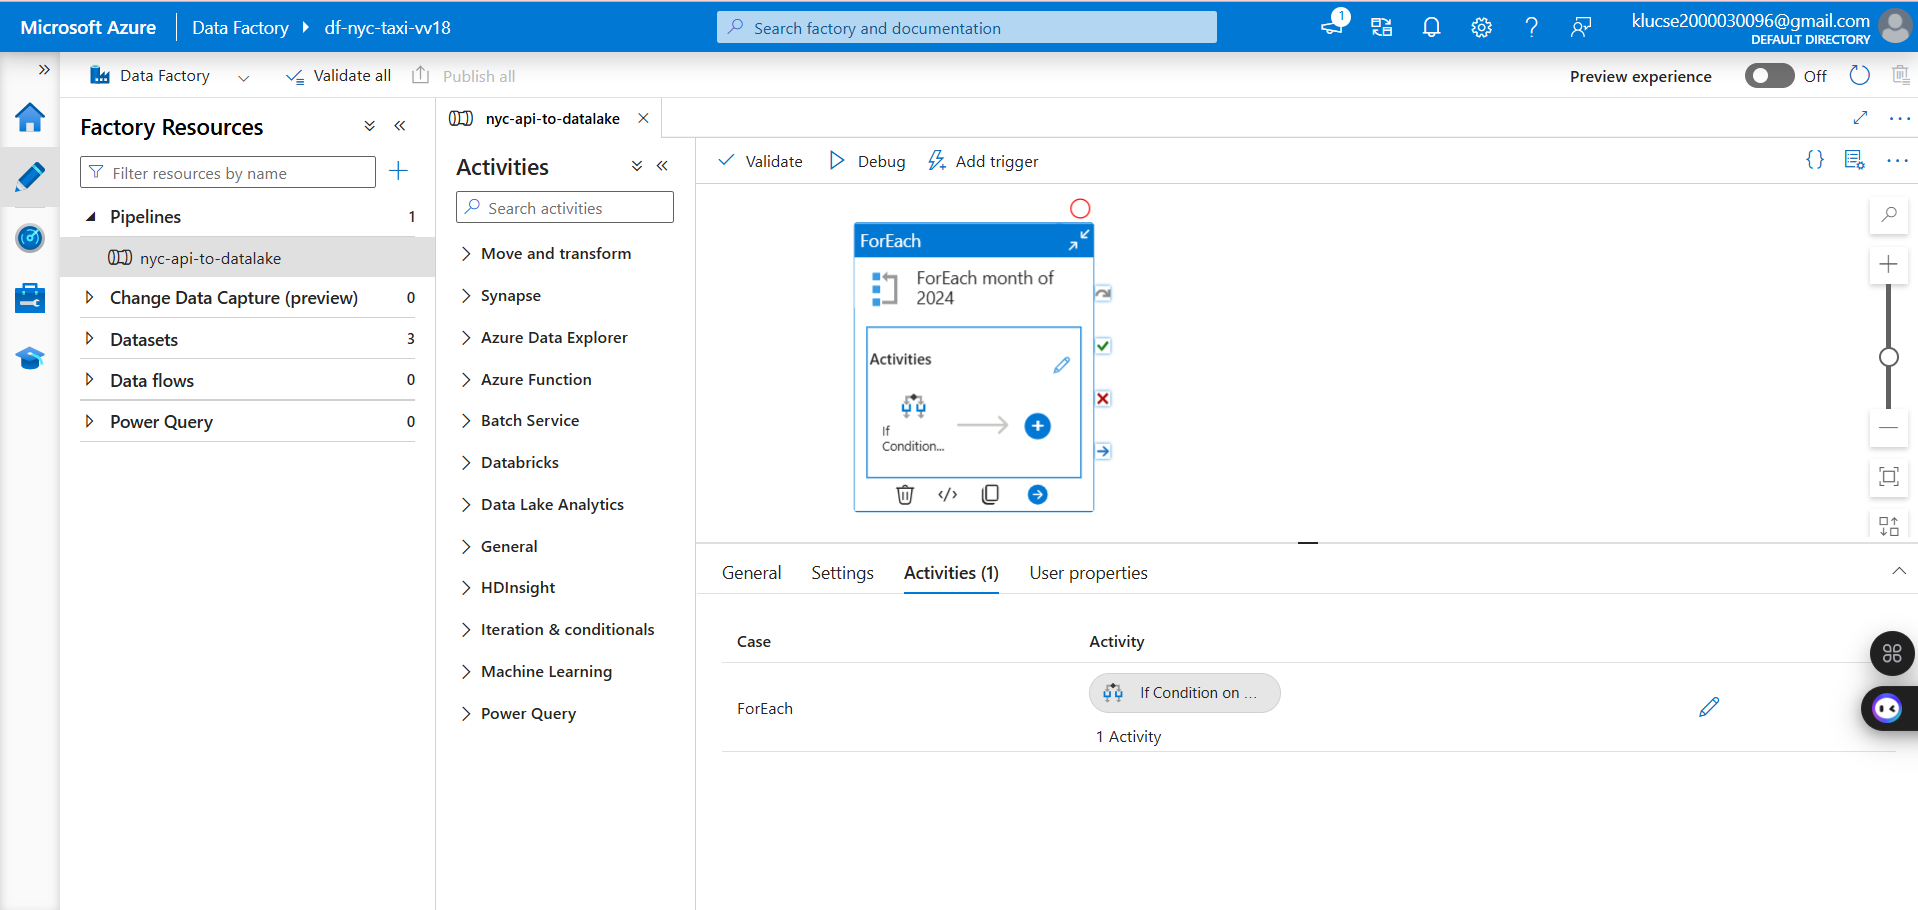 Microsoft Azure
Data Factory
df-nyc-taxi-vv18
Search factory and documentation
1
klucse2000030096@gmail.com
DEFAULT DIRECTORY
Data Factory
Validate all
Publish all
Preview experience
Off
Factory Resources
Filter resources by name
Pipelines
1
nyc-api-to-datalake
Change Data Capture (preview)
0
Datasets
3
Data flows
0
Power Query
0
nyc-api-to-datalake
Activities
Search activities
Move and transform
Synapse
Azure Data Explorer
Azure Function
Batch Service
Databricks
Data Lake Analytics
General
HDInsight
Iteration & conditionals
Machine Learning
Power Query
Validate
Debug
Add trigger
ForEach
ForEach month of
2024
Activities
If
Condition...
General
Settings
Activities (1)
User properties
Case
Activity
ForEach
If Condition on ...
1 Activity